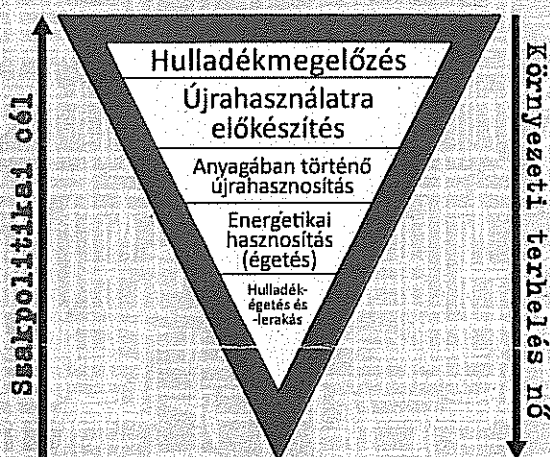 Szakpolitikai cél
Hulladékmegelőzés
Újrahasználatra
előkészítés
Anyagában történő
újrahasznosítás
Energetikai
hasznosítás
(égetés)
Hulladék-
égetés és
-lerakás
Környezeti terhelés nő